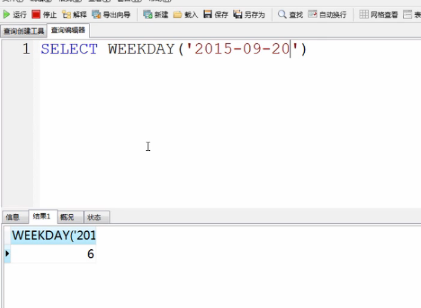 运行 停止 解释 导出向导 新建 载入 保存 另存为 查找 自动换行 网格查看
查询创建工具 查询编辑器
1 SELECT WEEKDAY('2015-09-20')
信息 结果1 概况 状态
WEEKDAY('201
6